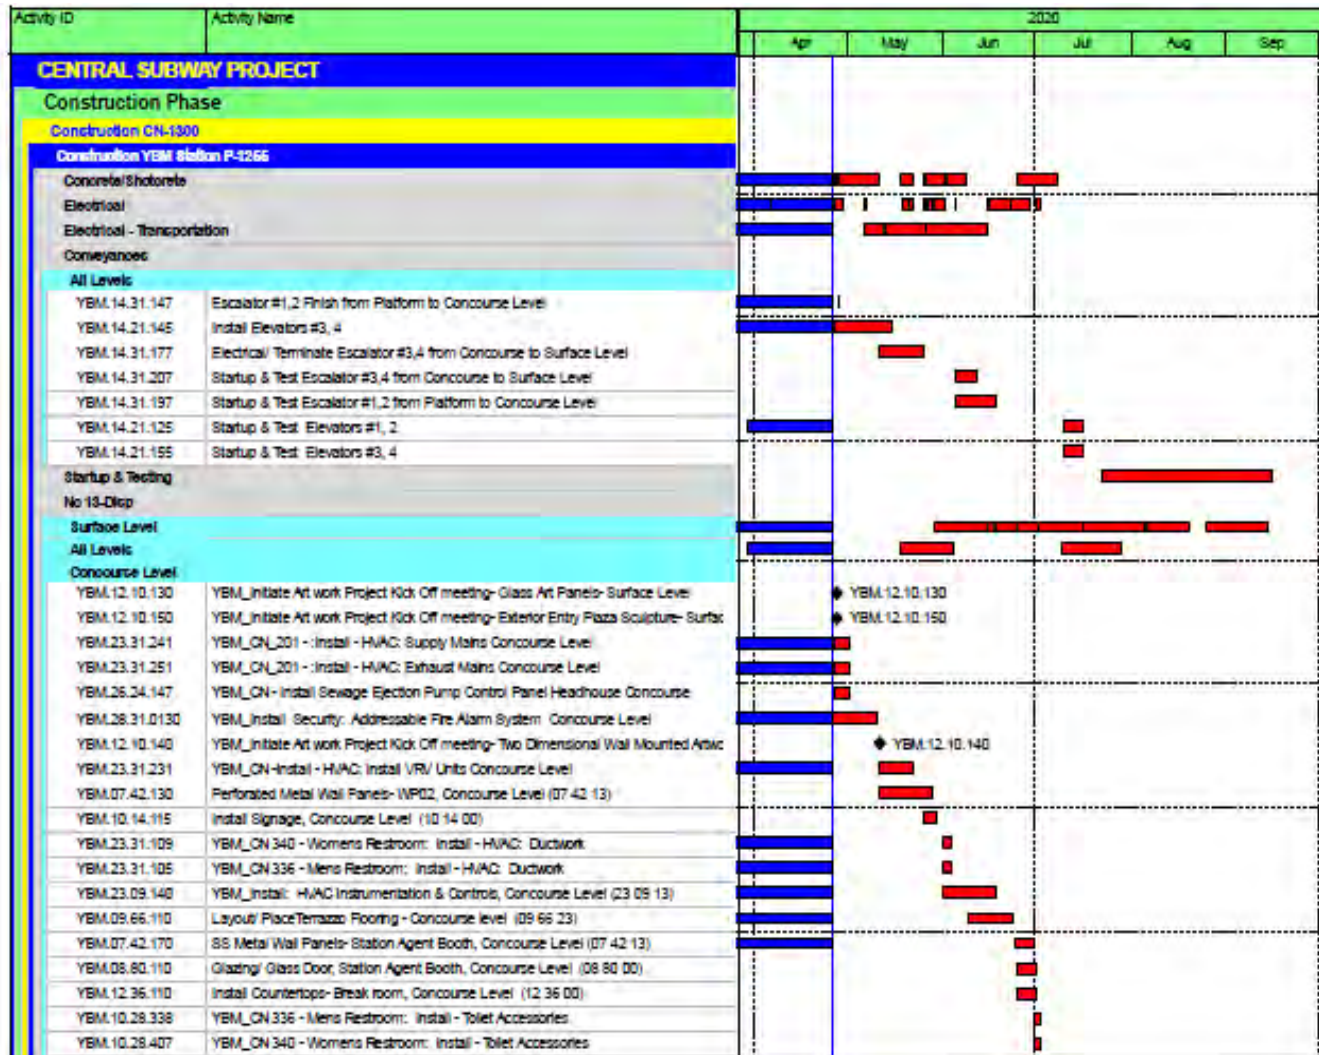 Activity ID Activity Name 2020
Apr May Jun Jul Aug Sep
CENTRAL SUBWAY PROJECT
Construction Phase
Construction CN-1300
Construction YBM Station P-1256
Concrete/Shotcrete
Electrical
Electrical - Transportation
Conveyances
All Levels
YBM.14.31.147 Escalator #1,2 Finish from Platform to Concourse Level
YBM.14.21.145 Install Elevators #3, 4
YBM.14.31.177 Electrical/ Terminate Escalator #3,4 from Concourse to Surface Level
YBM.14.31.207 Startup & Test Escalator #3,4 from Concourse to Surface Level
YBM.14.31.197 Startup & Test Escalator #1,2 from Platform to Concourse Level
YBM.14.21.125 Startup & Test Elevators #1, 2
YBM.14.21.155 Startup & Test Elevators #3, 4
Startup & Testing
No 13-Disp
Surface Level
All Levels
Concourse Level
YBM.12.10.130 YBM_Initiate Art work Project Kick Off meeting- Glass Art Panels- Surface Level YBM.12.10.130
YBM.12.10.150 YBM_Initiate Art work Project Kick Off meeting- Exterior Entry Plaza Sculpture- Surfac YBM.12.10.150
YBM.23.31.241 YBM_CN_201 - :Install - HVAC: Supply Mains Concourse Level
YBM.23.31.251 YBM_CN_201 - :Install - HVAC: Exhaust Mains Concourse Level
YBM.26.24.147 YBM_CN - Install Sewage Ejection Pump Control Panel Headhouse Concourse
YBM.28.31.0130 YBM_Install Security: Addressable Fire Alarm System Concourse Level
YBM.12.10.140 YBM_Initiate Art work Project Kick Off meeting- Two Dimensional Wall Mounted Artwc YBM.12.10.140
YBM.23.31.231 YBM_CN -Install - HVAC: Install VRV Units Concourse Level
YBM.07.42.130 Perforated Metal Wall Panels- WP02, Concourse Level (07 42 13)
YBM.10.14.115 Install Signage, Concourse Level (10 14 00)
YBM.23.31.109 YBM_CN 340 - Womens Restroom: Install - HVAC: Ductwork
YBM.23.31.105 YBM_CN 336 - Mens Restroom: Install - HVAC: Ductwork
YBM.23.09.140 YBM_Install: HVAC Instrumentation & Controls, Concourse Level (23 09 13)
YBM.09.66.110 Layout/ PlaceTerrazzo Flooring - Concourse level (09 66 23)
YBM.07.42.170 SS Metal Wall Panels- Station Agent Booth, Concourse Level (07 42 13)
YBM.08.80.110 Glazing/ Glass Door, Station Agent Booth, Concourse Level (08 80 00)
YBM.12.36.110 Install Countertops- Break room, Concourse Level (12 36 00)
YBM.10.28.338 YBM_CN 336 - Mens Restroom: Install - Toilet Accessories
YBM.10.28.407 YBM_CN 340 - Womens Restroom: Install - Toilet Accessories